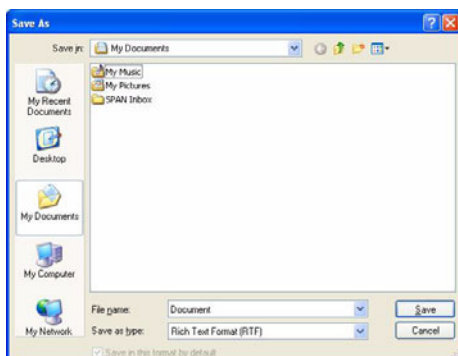 Save As
Save in: My Documents
My Music
My Pictures
SPAN Inbox
My Recent
Documents
Desktop
My Documents
My Computer
My Network
File name: Document
Save
Save as type: Rich Text Format (RTF)
Cancel
Save in this format by default